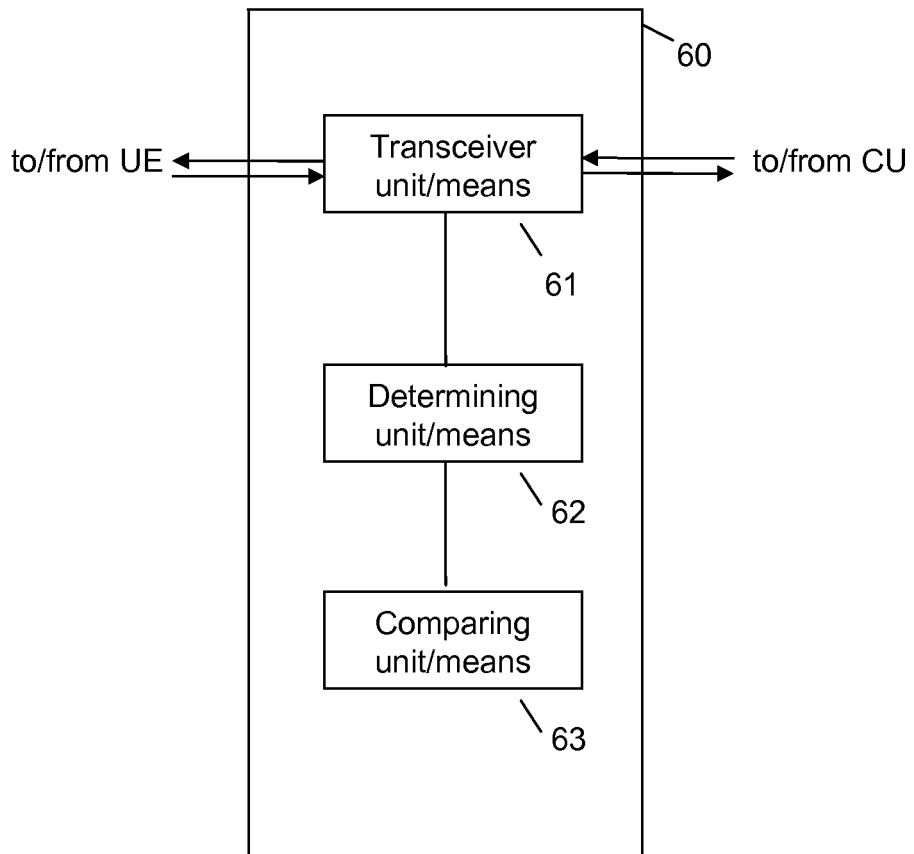 60
Transceiver
unit/means
to/from UE
to/from CU
61
Determining
unit/means
62
Comparing
unit/means
63